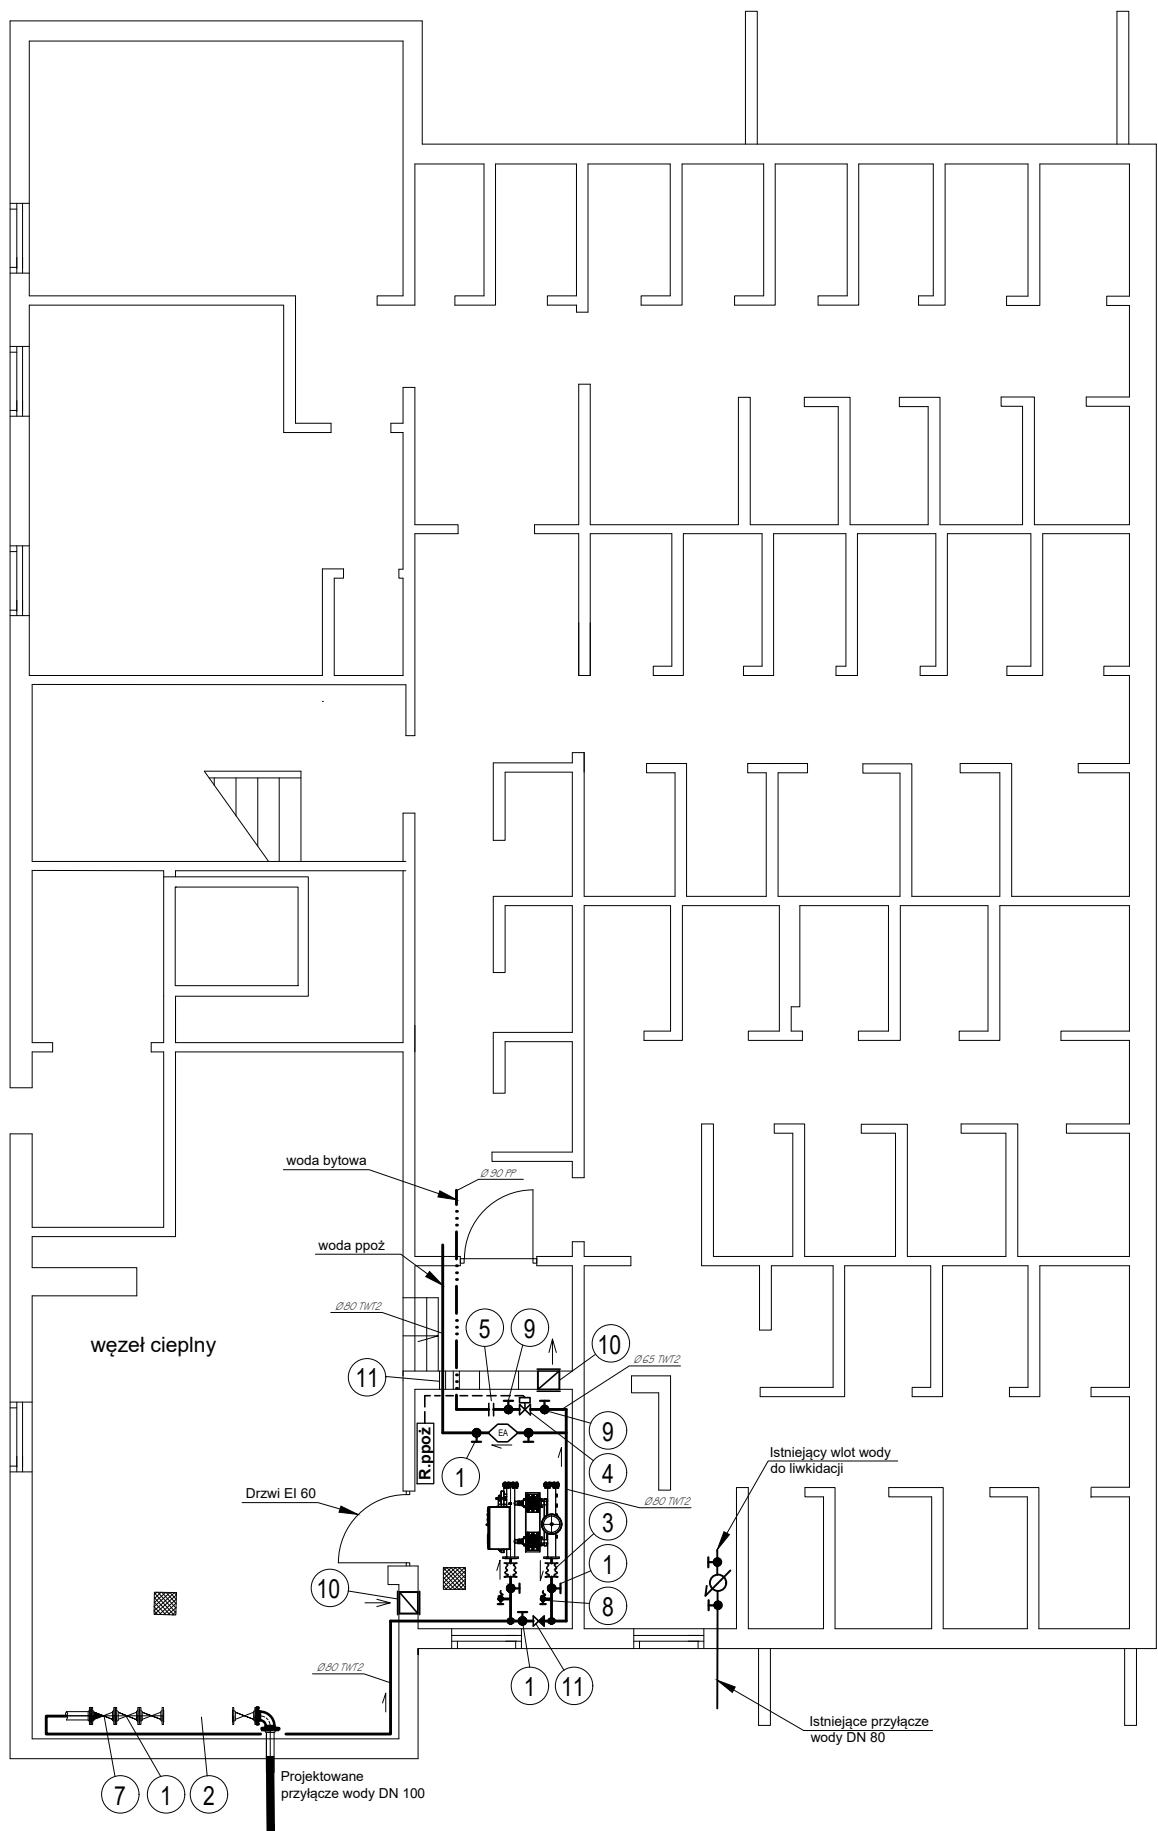 woda bytowa
Ø 90 PP
woda ppoż
Ø80 TWT2
węzeł cieplny
5
9
10
Ø65 TWT2
11
R.ppoż
EA
9
1
4
Istniejący wlot wody
do liwkidacji
Drzwi EI 60
Ø80 TWT2
3
1
10
8
Ø80 TWT2
1
11
Istniejące przyłącze
wody DN 80
Projektowane
przyłącze wody DN 100
7
1
2